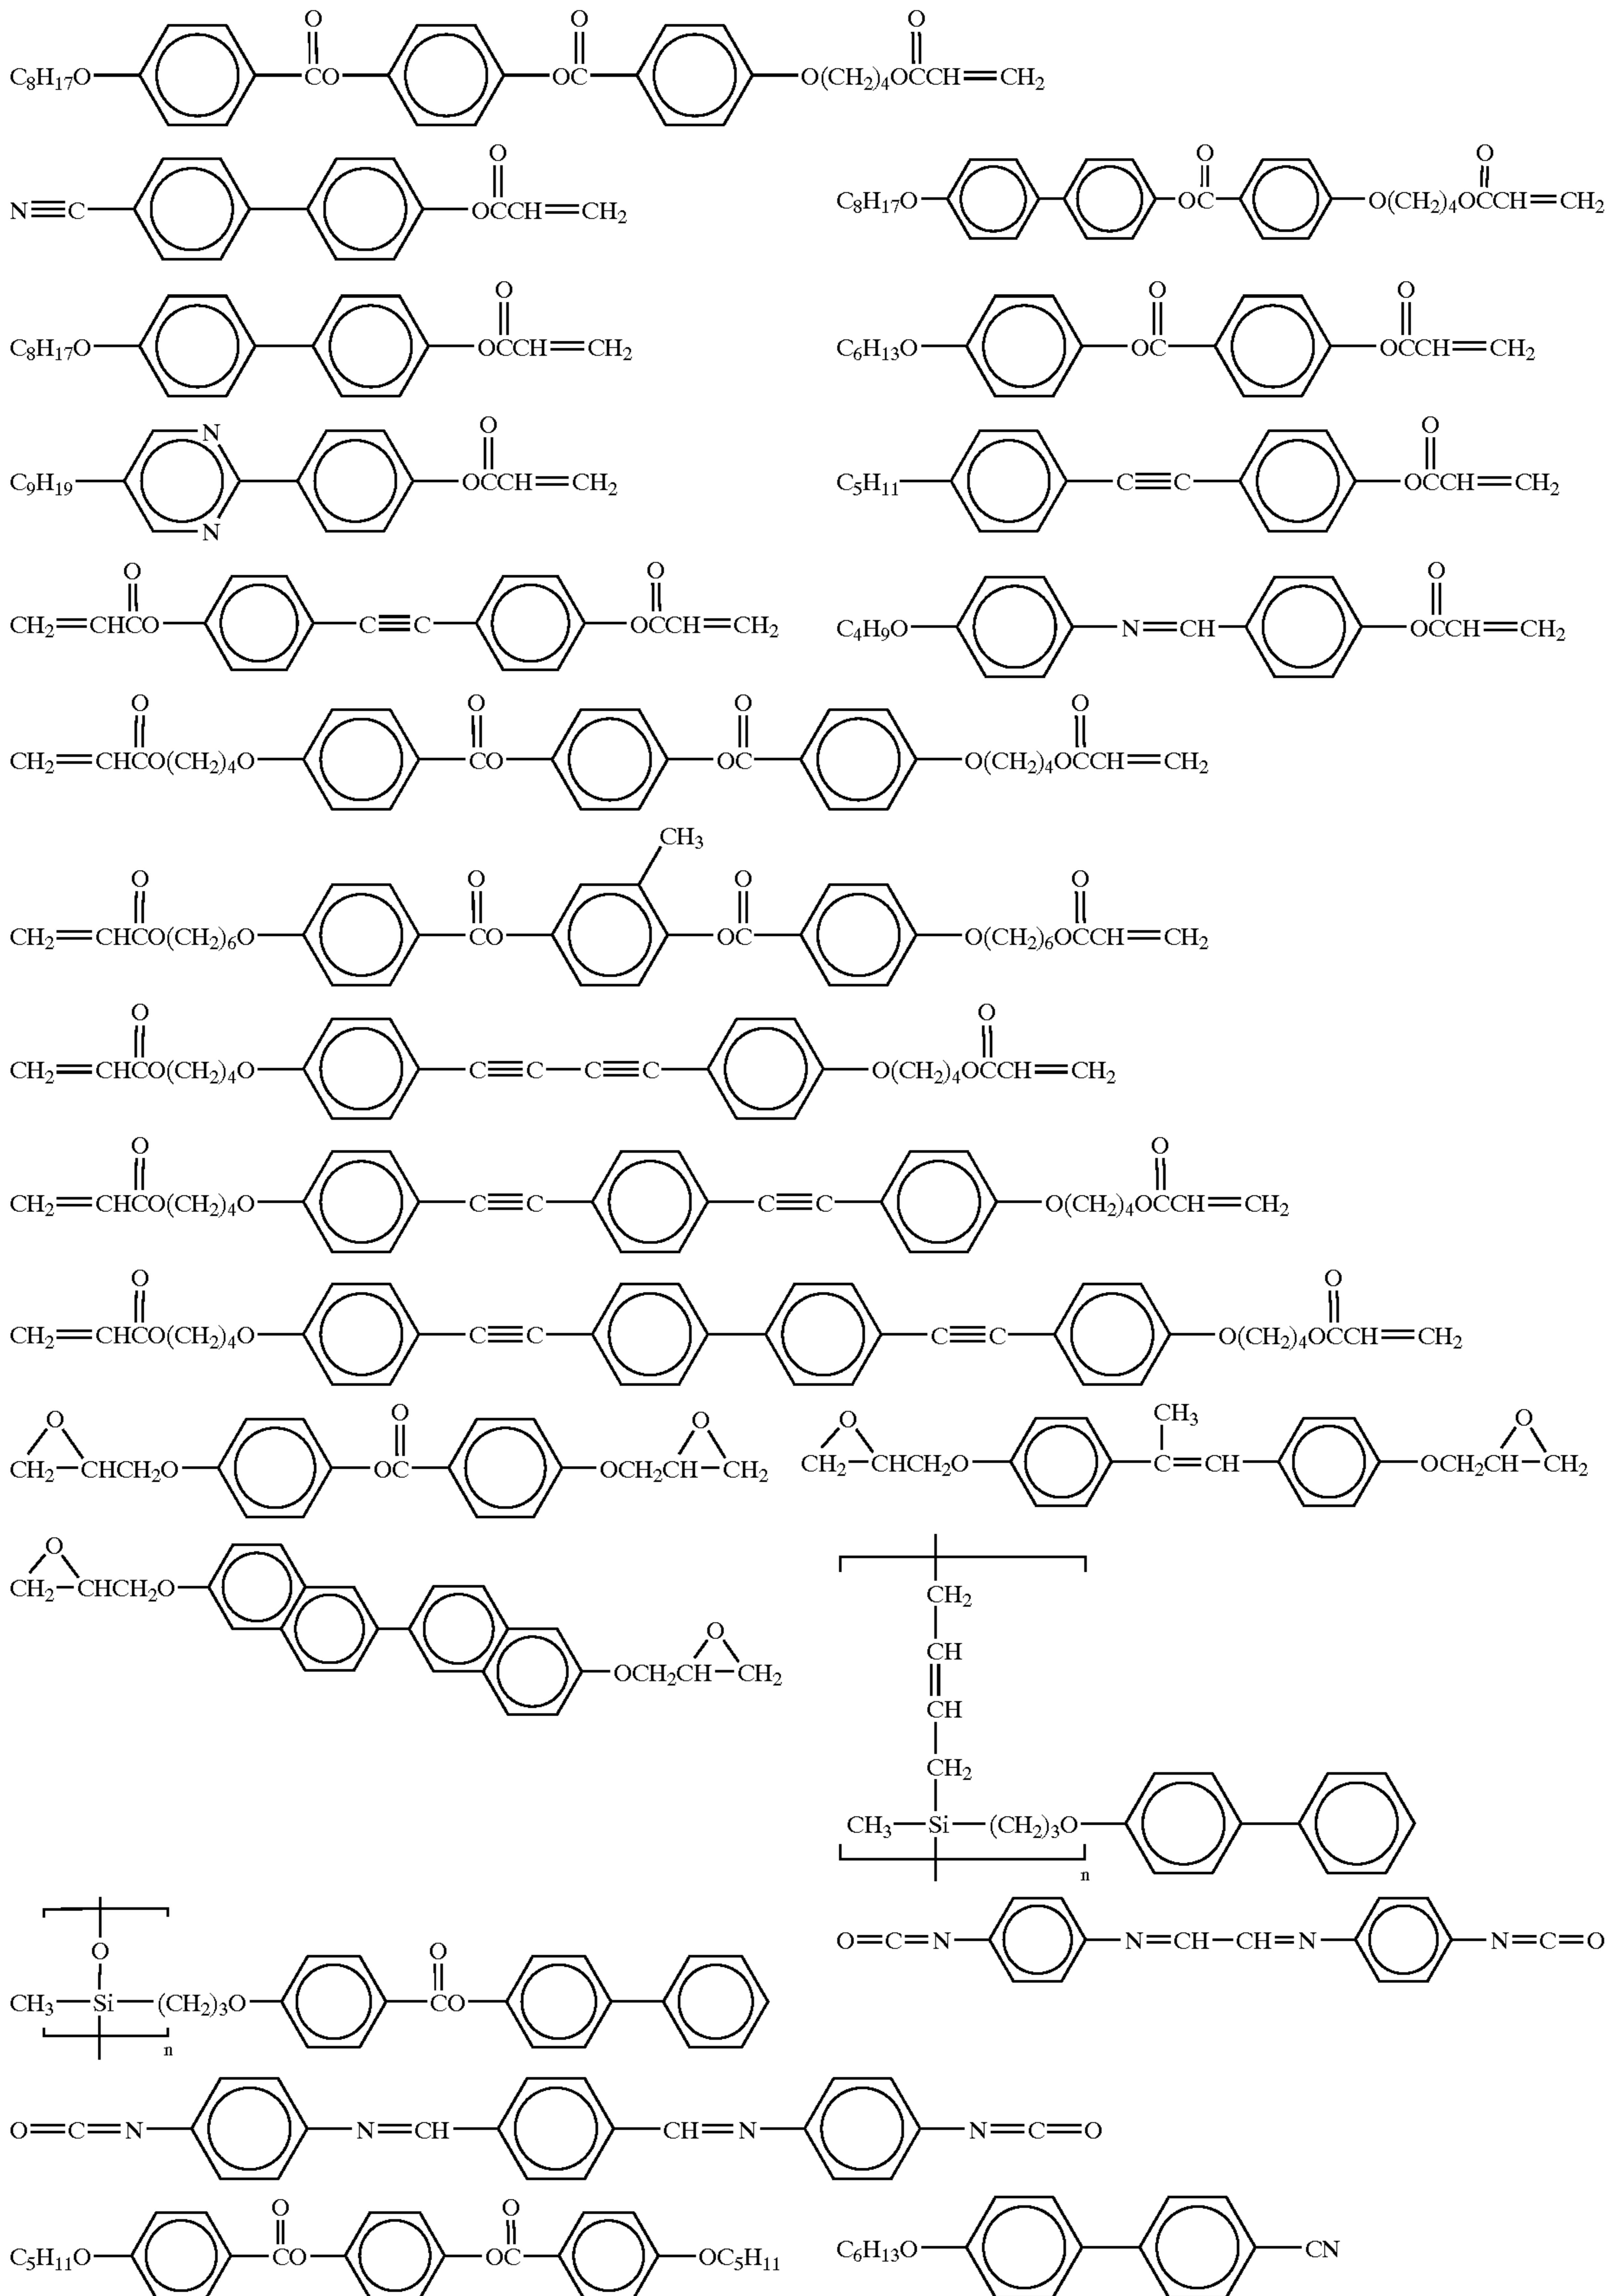 O O O
C8H17O CO OC O(CH2)4OCCH=CH2
O O O
N≡C OCCH=CH2 C8H17O OC O(CH2)4OCCH=CH2
O O O
C8H17O OCCH=CH2 C6H13O OC OCCH=CH2
N O O
C9H19 OCCH=CH2 C5H11 C≡C OCCH=CH2
N
O O O
CH2=CHCO C≡C OCCH=CH2 C4H9O N=CH OCCH=CH2
O O O O
CH2=CHCO(CH2)4O CO OC O(CH2)4OCCH=CH2
CH3
O O O O
CH2=CHCO(CH2)6O CO OC O(CH2)6OCCH=CH2
O O
CH2=CHCO(CH2)4O C≡C C≡C O(CH2)4OCCH=CH2
O O
CH2=CHCO(CH2)4O C≡C C≡C O(CH2)4OCCH=CH2
O O
CH2=CHCO(CH2)4O C≡C C≡C O(CH2)4OCCH=CH2
O O O O CH3 O
CH2 CHCH2O OC OCH2CH CH2 CH2 CHCH2O C=CH OCH2CH CH2
O
CH2 CHCH2O
O
OCH2CH CH2
CH2
CH
CH
CH2
CH3 Si (CH2)3O
n
O=C=N N=CH CH=N N=C=O
O O
CH3 Si (CH2)3O CO
n
O=C=N N=CH CH=N N=C=O
O O
C5H11O CO OC OC5H11 C6H13O CN